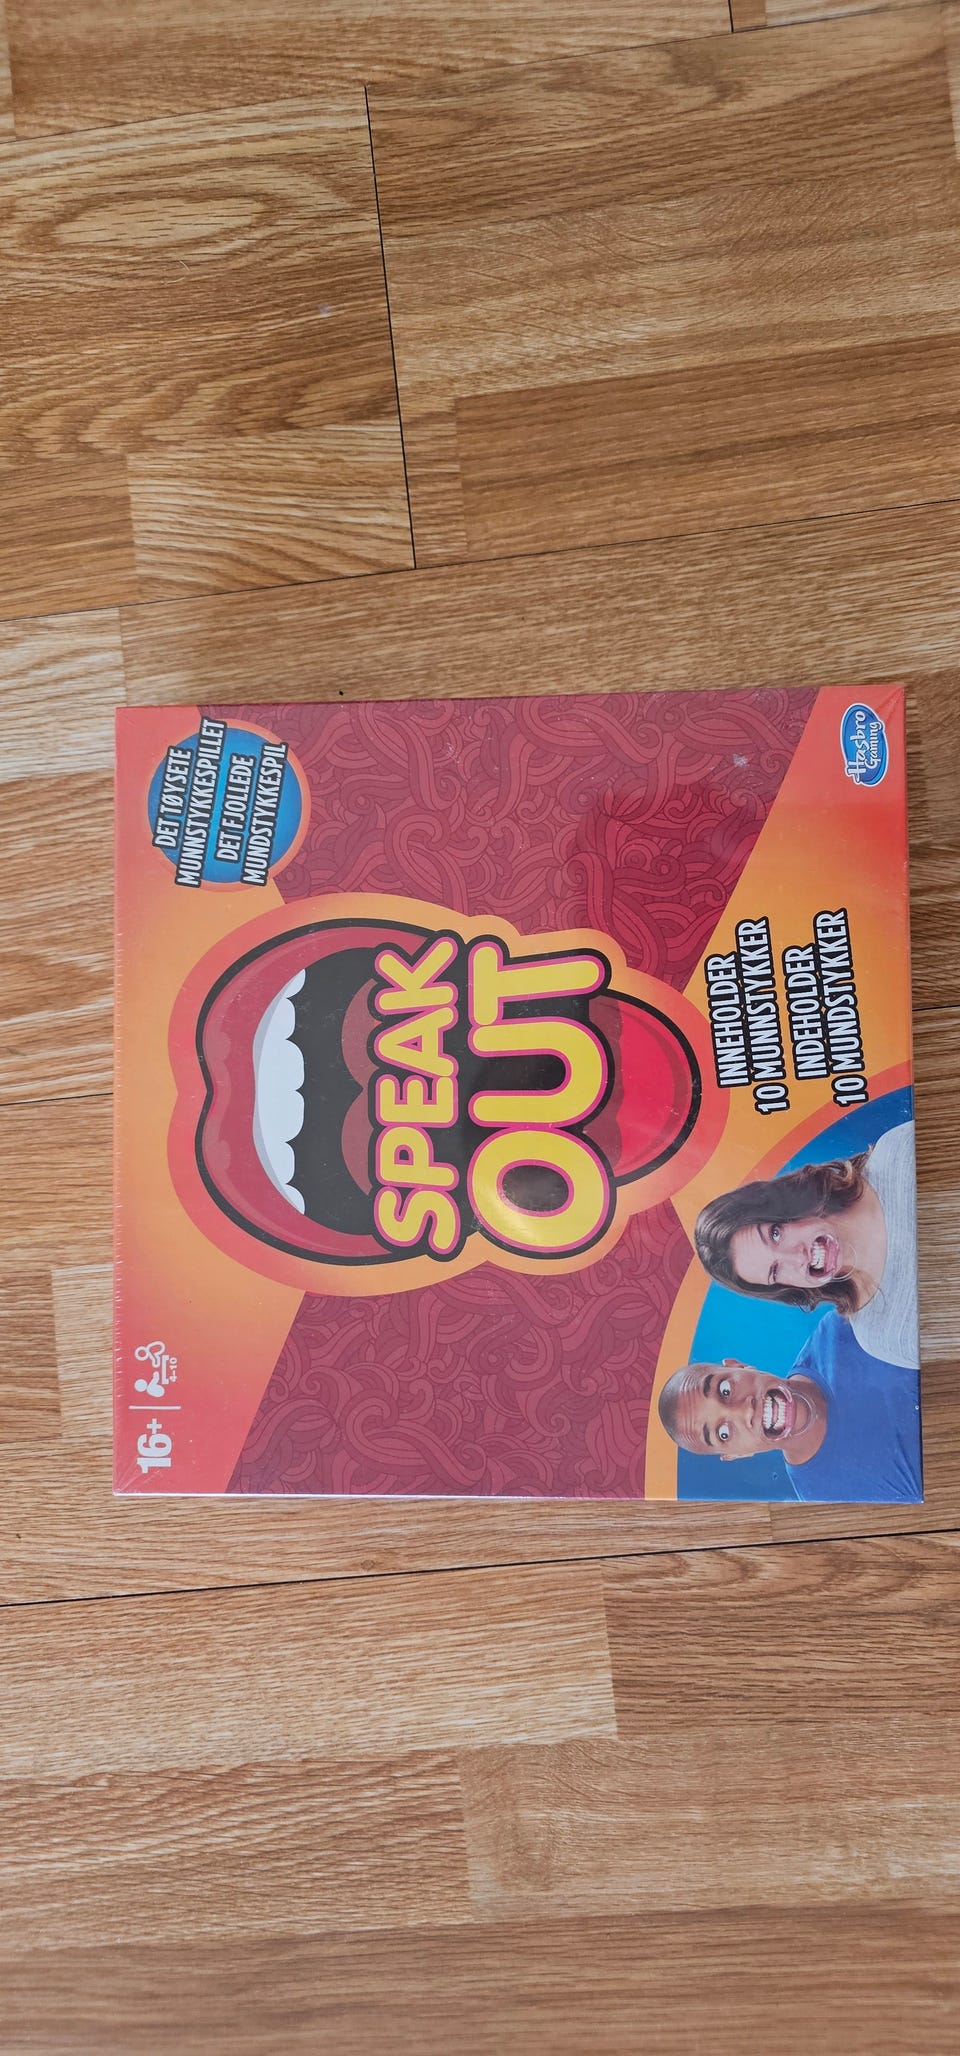 16+
4-10
DET TØYSETE
MUNNSTYKKESPILLET
DET FJOLLEDE
MUNDSTYKKESPIL
SPEAK
OUT
INNEHOLDER
10 MUNNSTYKKER
INDEHOLDER
10 MUNDSTYKKER
Hasbro
Gaming